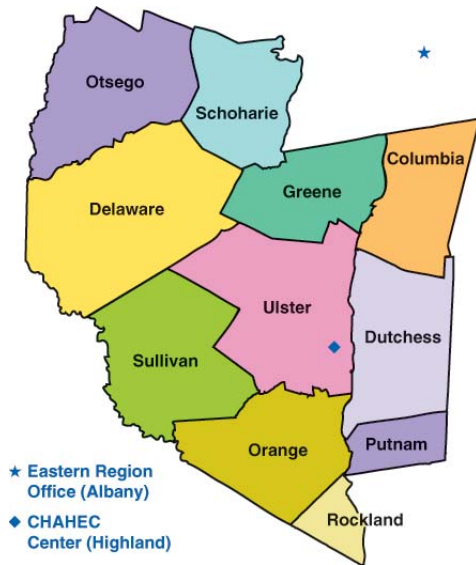 Otsego
Schoharie
Columbia
Greene
Delaware
Ulster
Dutchess
Sullivan
Orange
Putnam
Rockland
★ Eastern Region
Office (Albany)
◆ CHAHEC
Center (Highland)